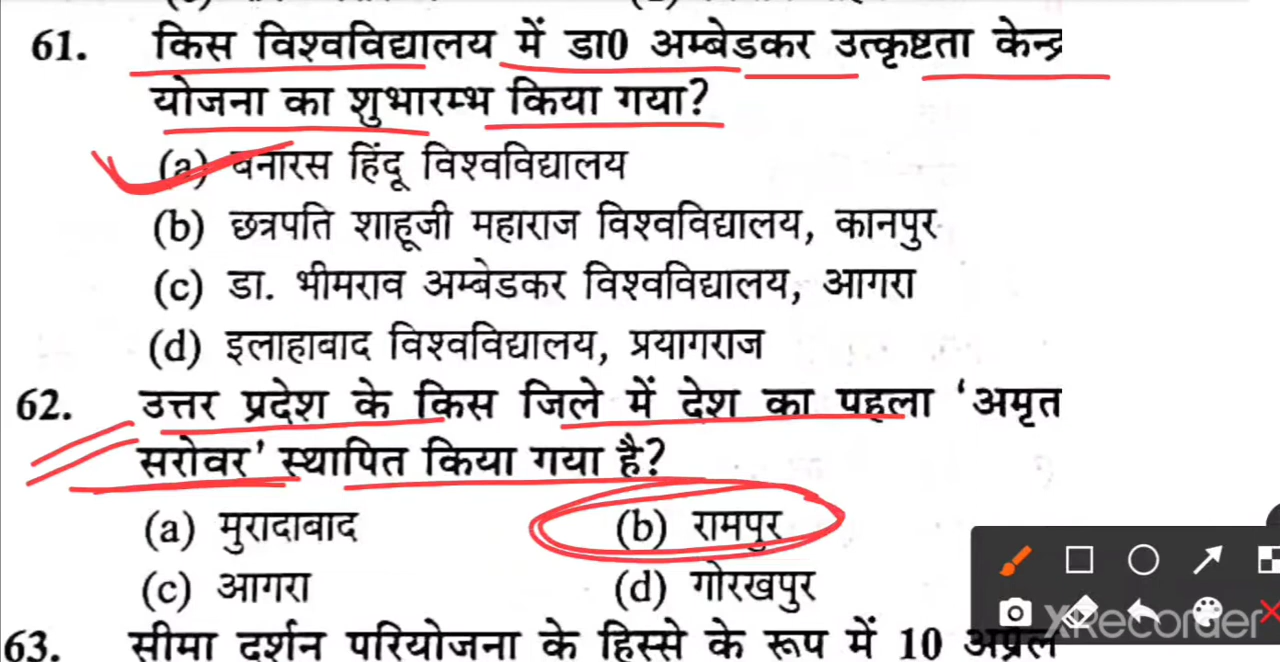 61. किस विश्वविद्यालय में डा0 अम्बेडकर उत्कृष्टता केन्द्र
योजना का शुभारम्भ किया गया?
(a) बनारस हिंदू विश्वविद्यालय
(b) छत्रपति शाहूजी महाराज विश्वविद्यालय, कानपुर
(c) डा. भीमराव अम्बेडकर विश्वविद्यालय, आगरा
(d) इलाहाबाद विश्वविद्यालय, प्रयागराज
62. उत्तर प्रदेश के किस जिले में देश का पहला ‘अमृत
सरोवर’ स्थापित किया गया है?
(a) मुरादाबाद (b) रामपुर
(c) आगरा (d) गोरखपुर
63. सीमा दर्शन परियोजना के हिस्से के रूप में 10 अप्रैल
XRecorder